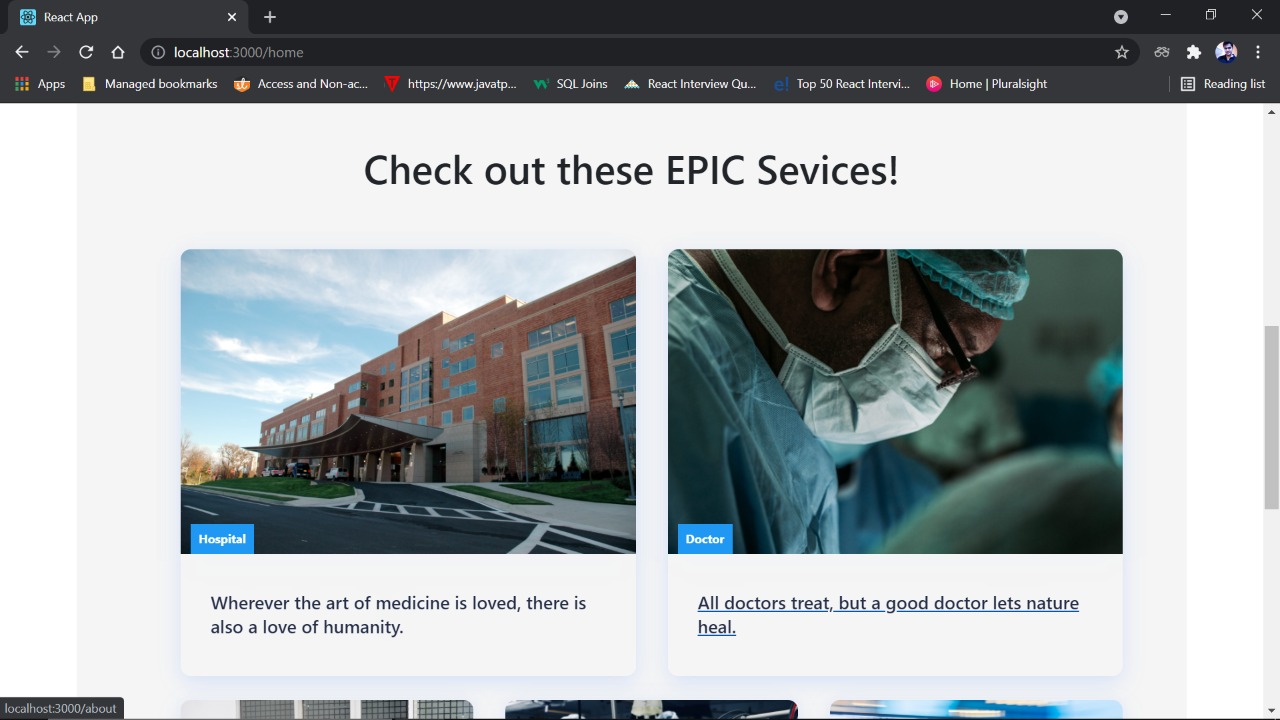 React App
localhost:3000/home
Apps Managed bookmarks Access and Non-ac... https://www.javatp... SQL Joins React Interview Qu... Top 50 React Intervi... Home | Pluralsight Reading list
Check out these EPIC Sevices!
Hospital
Doctor
Wherever the art of medicine is loved, there is
also a love of humanity.
All doctors treat, but a good doctor lets nature
heal.
localhost:3000/about